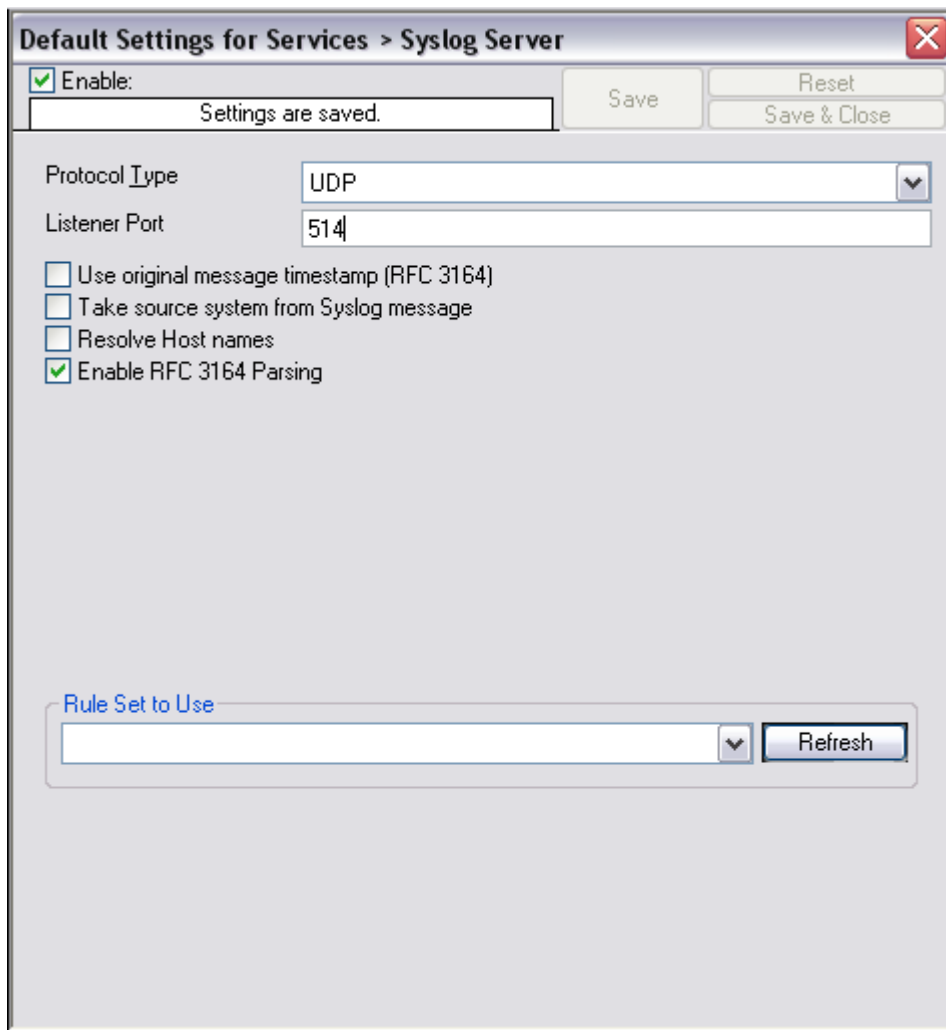 Default Settings for Services > Syslog Server
Enable:
Settings are saved.
Save
Reset
Save & Close
Protocol Type
UDP
Listener Port
514
Use original message timestamp (RFC 3164)
Take source system from Syslog message
Resolve Host names
Enable RFC 3164 Parsing
Rule Set to Use
Refresh